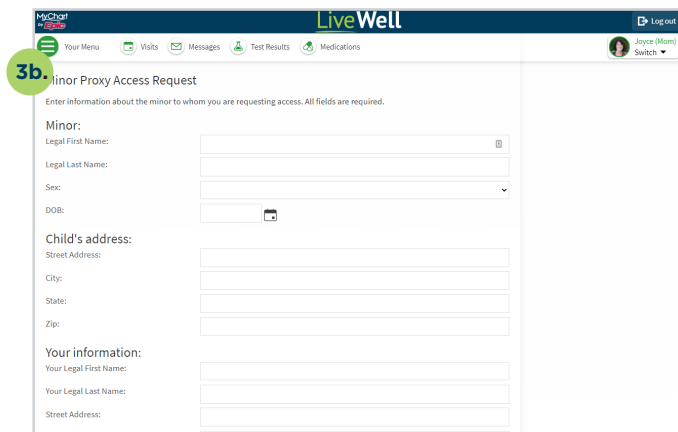 MyChart
by Epic
LiveWell
Log out
Your Menu
Visits
Messages
Test Results
Medications
Joyce (Mom)
Switch
3b.
Minor Proxy Access Request
Enter information about the minor to whom you are requesting access. All fields are required.
Minor:
Legal First Name:
Legal Last Name:
Sex:
DOB:
Child's address:
Street Address:
City:
State:
Zip:
Your information:
Your Legal First Name:
Your Legal Last Name:
Street Address: